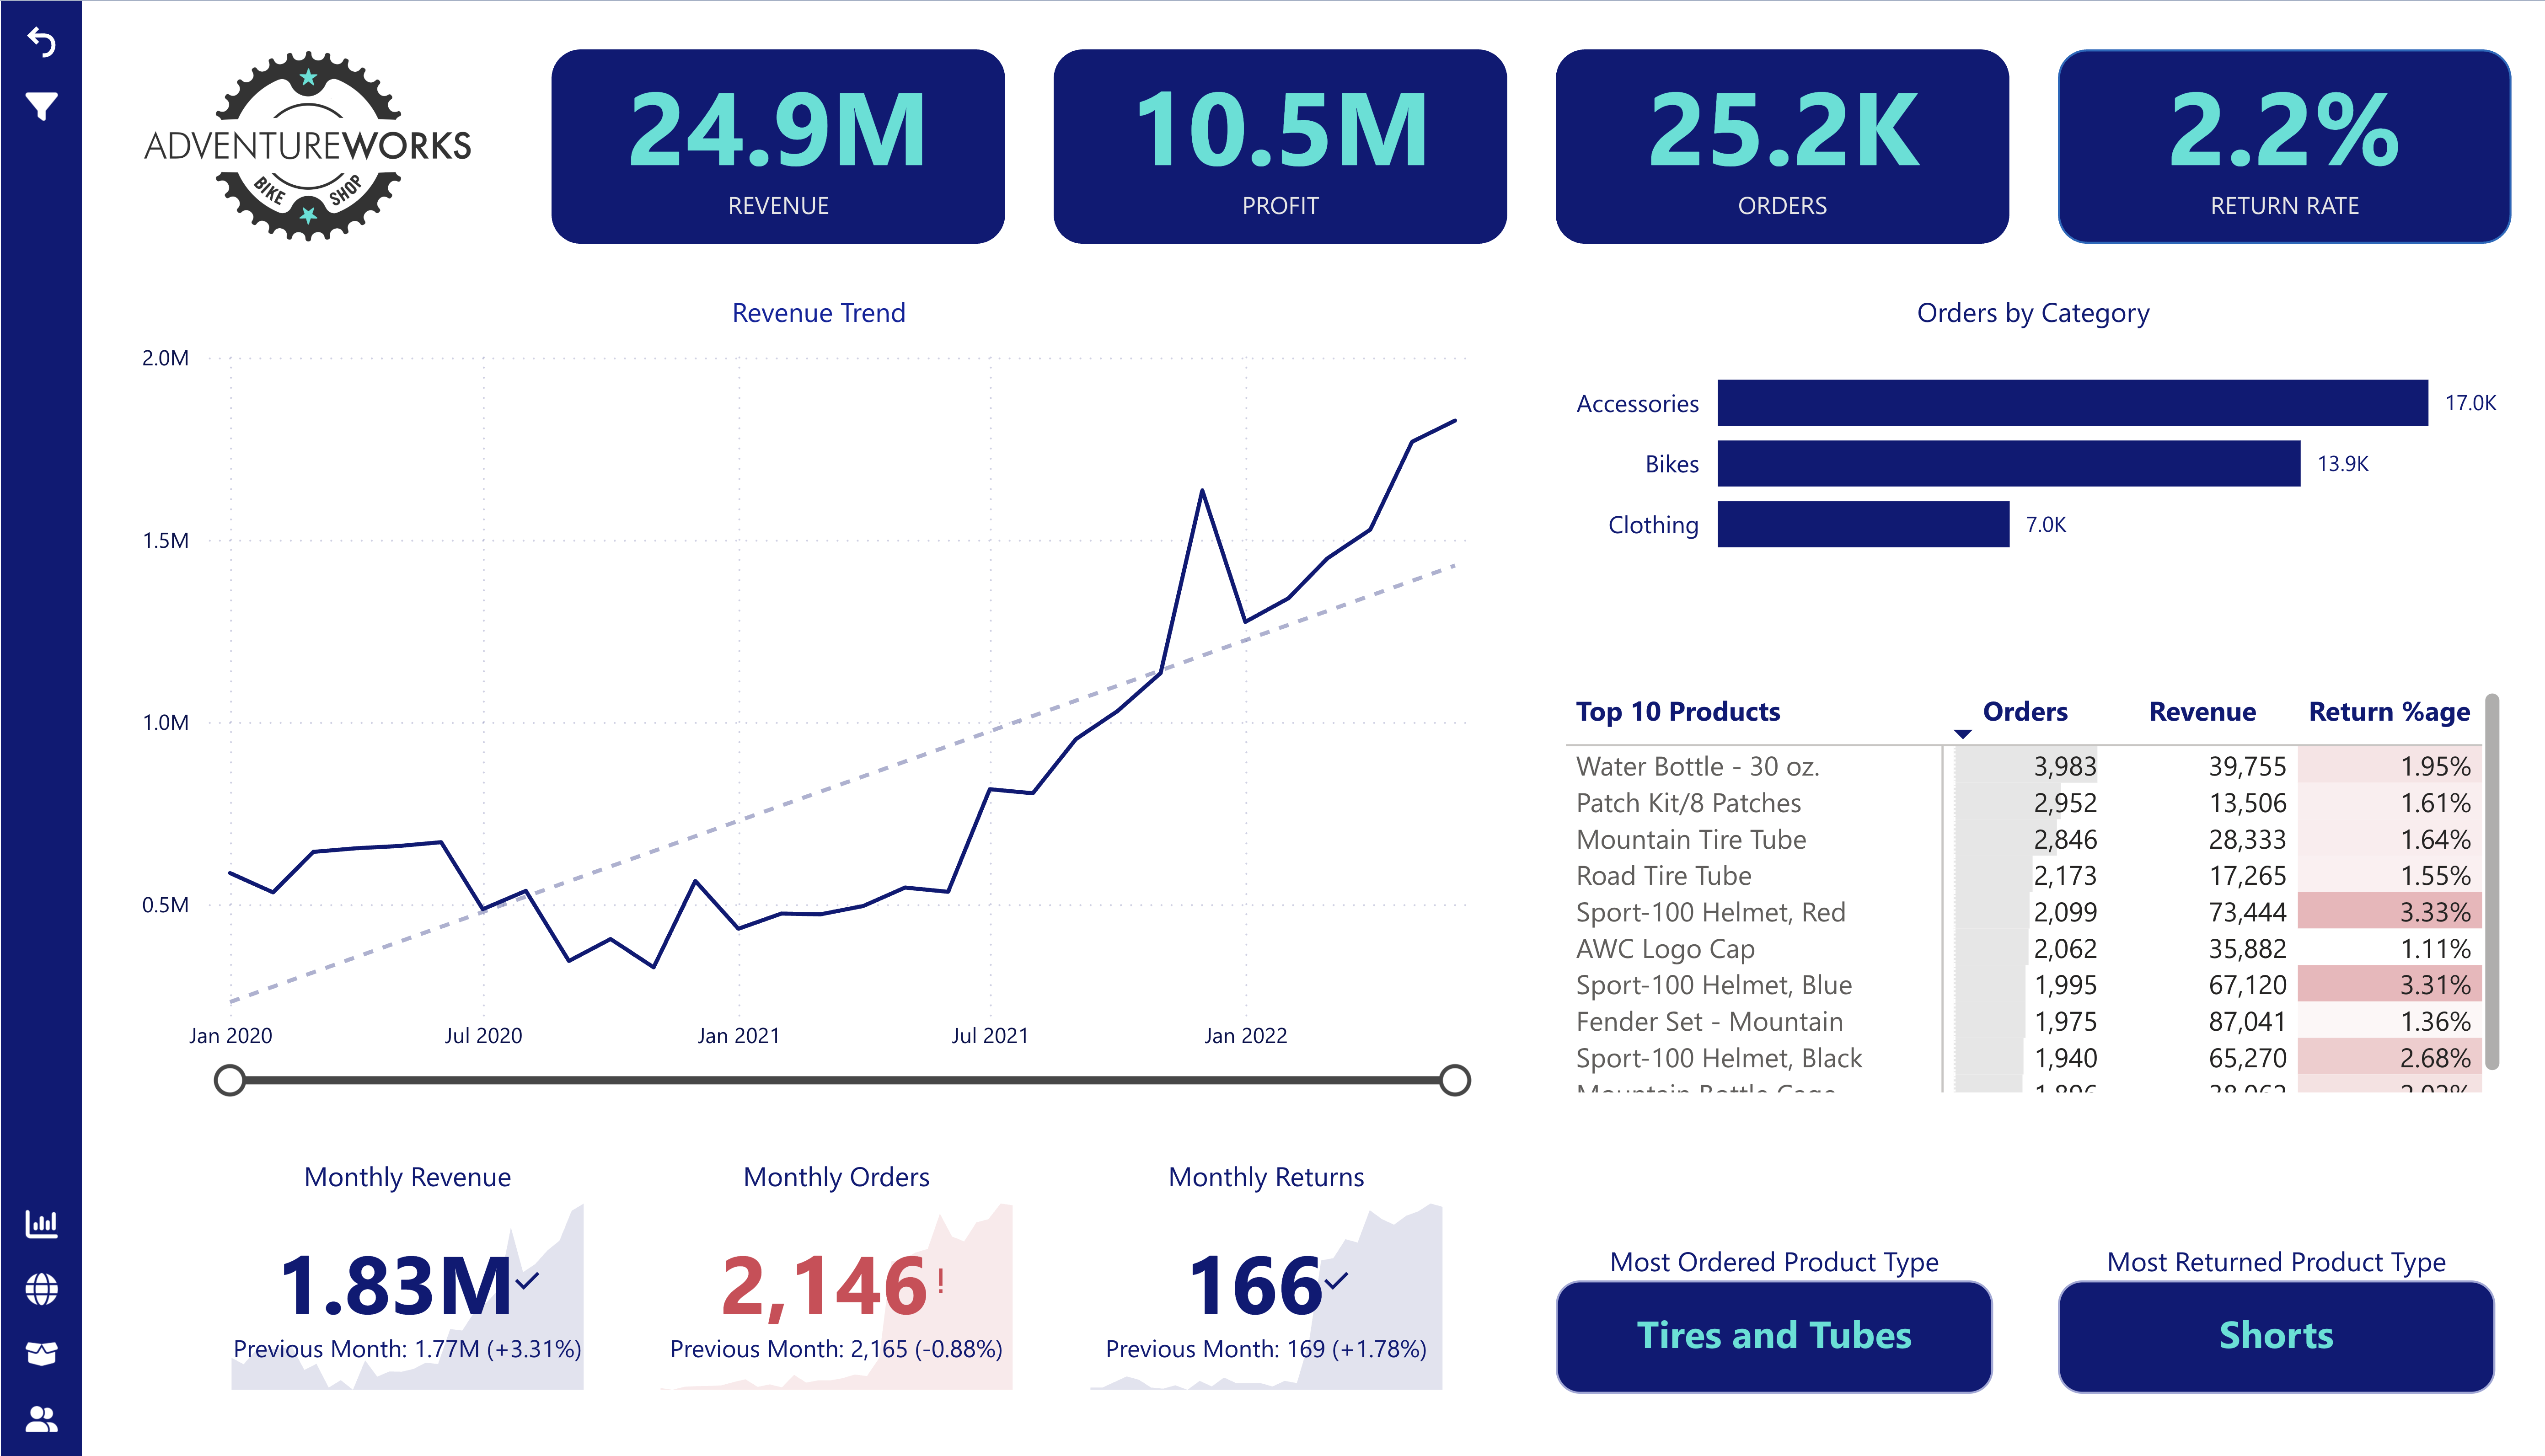 ADVENTUREWORKS
BIKE SHOP
24.9M
REVENUE
10.5M
PROFIT
25.2K
ORDERS
2.2%
RETURN RATE
Revenue Trend
2.0M
1.5M
1.0M
0.5M
Jan 2020 Jul 2020 Jan 2021 Jul 2021 Jan 2022
Orders by Category
Accessories 17.0K
Bikes 13.9K
Clothing 7.0K
Top 10 Products Orders Revenue Return %age
Water Bottle - 30 oz. 3,983 39,755 1.95%
Patch Kit/8 Patches 2,952 13,506 1.61%
Mountain Tire Tube 2,846 28,333 1.64%
Road Tire Tube 2,173 17,265 1.55%
Sport-100 Helmet, Red 2,099 73,444 3.33%
AWC Logo Cap 2,062 35,882 1.11%
Sport-100 Helmet, Blue 1,995 67,120 3.31%
Fender Set - Mountain 1,975 87,041 1.36%
Sport-100 Helmet, Black 1,940 65,270 2.68%
Mountain Bottle Cage
Monthly Revenue
1.83M
Previous Month: 1.77M (+3.31%)
Monthly Orders
2,146 !
Previous Month: 2,165 (-0.88%)
Monthly Returns
166
Previous Month: 169 (+1.78%)
Most Ordered Product Type
Tires and Tubes
Most Returned Product Type
Shorts